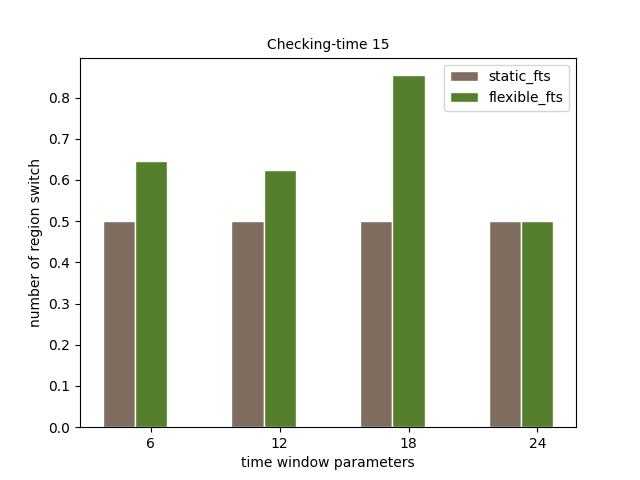 Checking-time 15
static_fts
flexible_fts
number of region switch
0.8
0.7
0.6
0.5
0.4
0.3
0.2
0.1
0.0
6 12 18 24
time window parameters